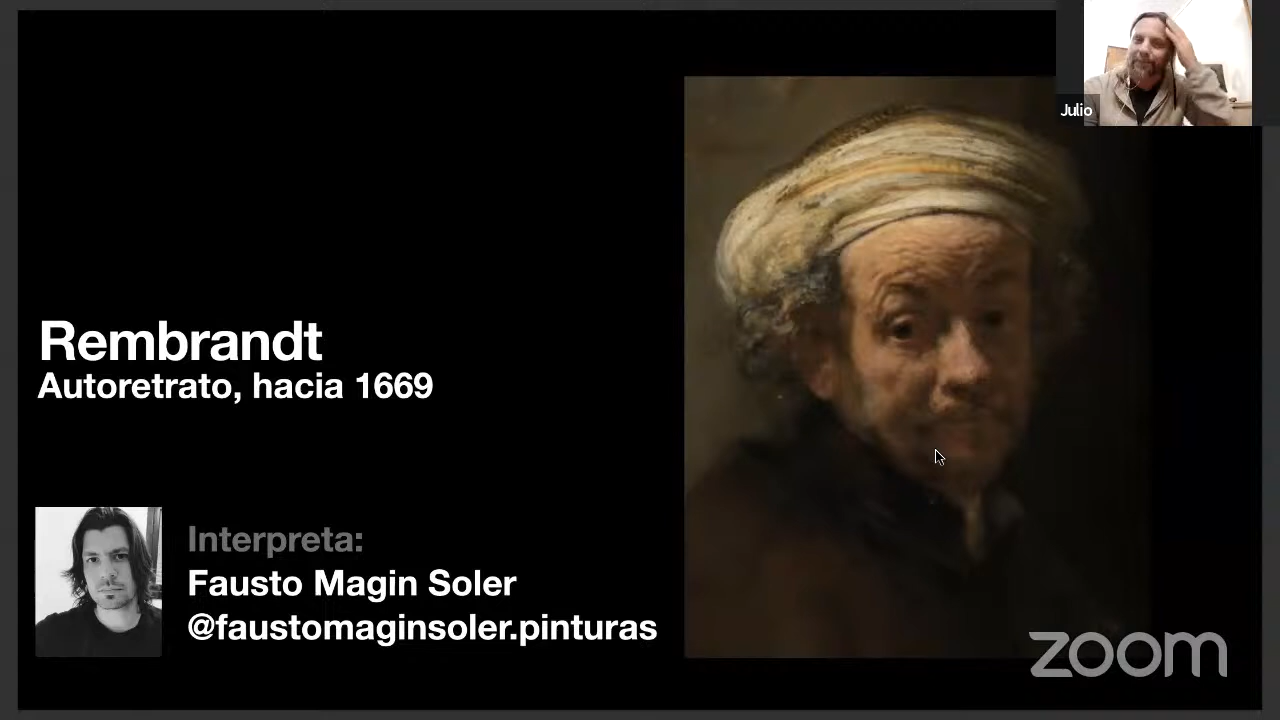 Julio
Rembrandt
Autoretrato, hacia 1669
Interpreta:
Fausto Magin Soler
@faustomaginsoler.pinturas
zoom